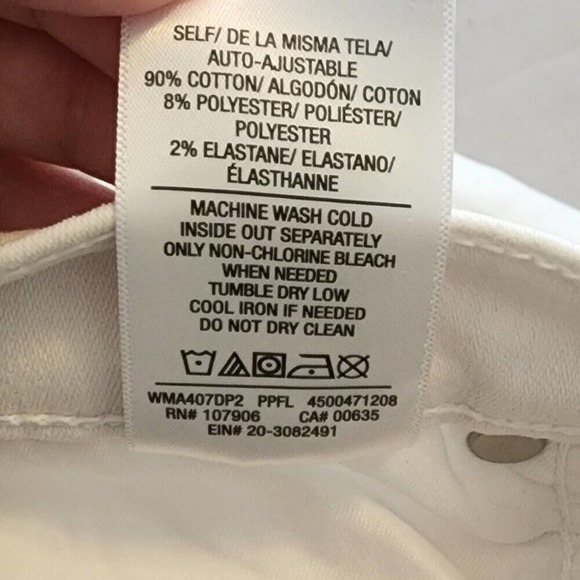 SELF/ DE LA MISMA TELA/
AUTO-AJUSTABLE
90% COTTON/ ALGODÓN/ COTON
8% POLYESTER/ POLIÉSTER/
POLYESTER
2% ELASTANE/ ELASTANO/
ÉLASTHANNE
MACHINE WASH COLD
INSIDE OUT SEPARATELY
ONLY NON-CHLORINE BLEACH
WHEN NEEDED
TUMBLE DRY LOW
COOL IRON IF NEEDED
DO NOT DRY CLEAN
WMA407DP2 PPFL 4500471208
RN# 107906 CA# 00635
EIN# 20-3082491